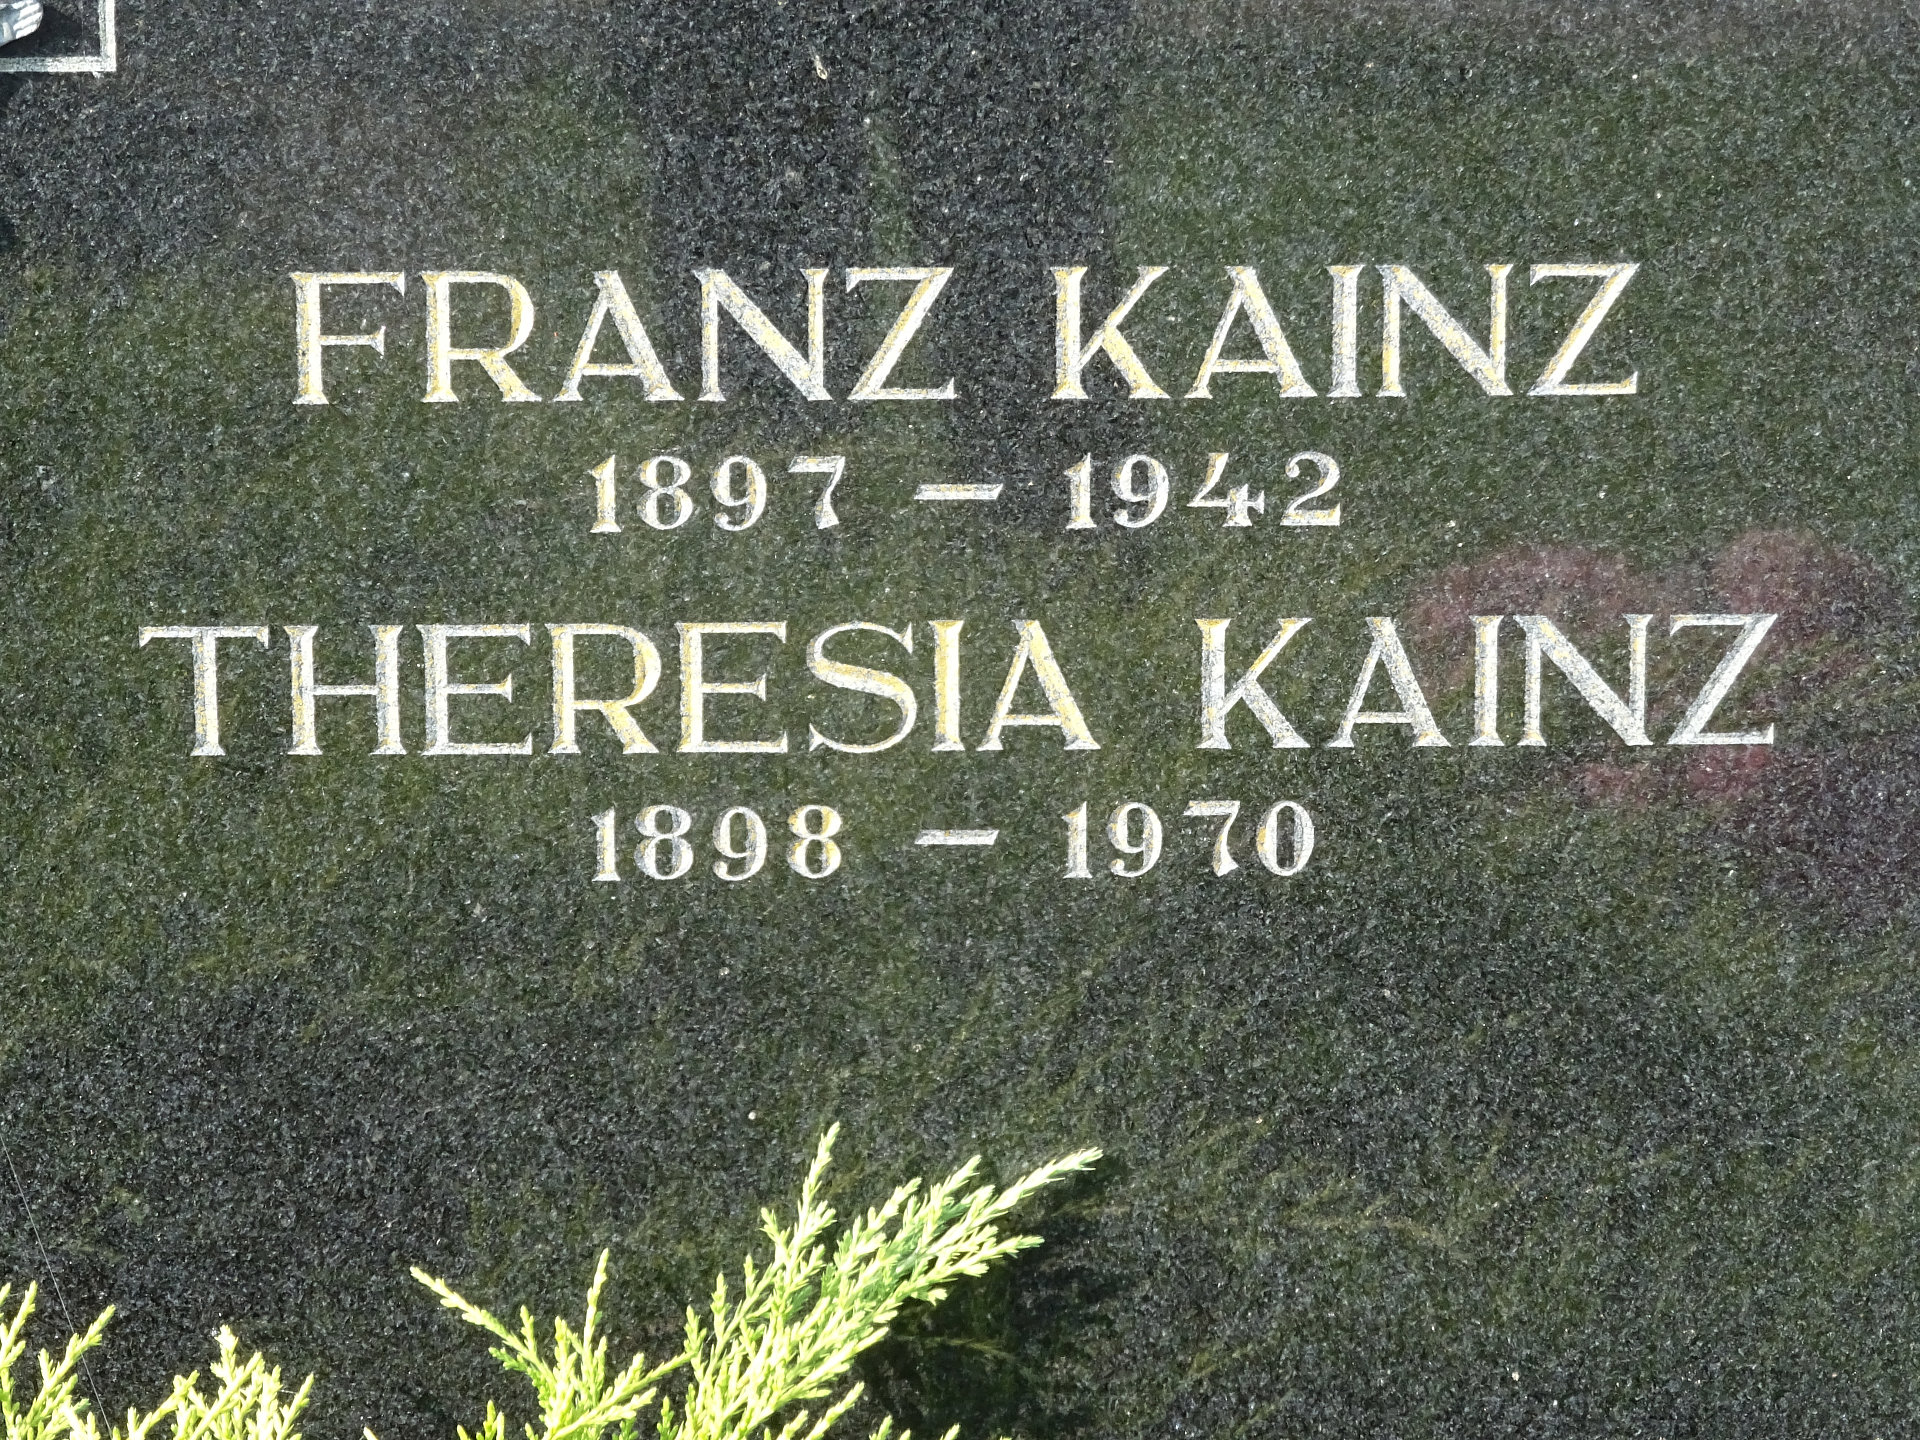 FRANZ KAINZ
1897 – 1942
THERESIA KAINZ
1898 – 1970